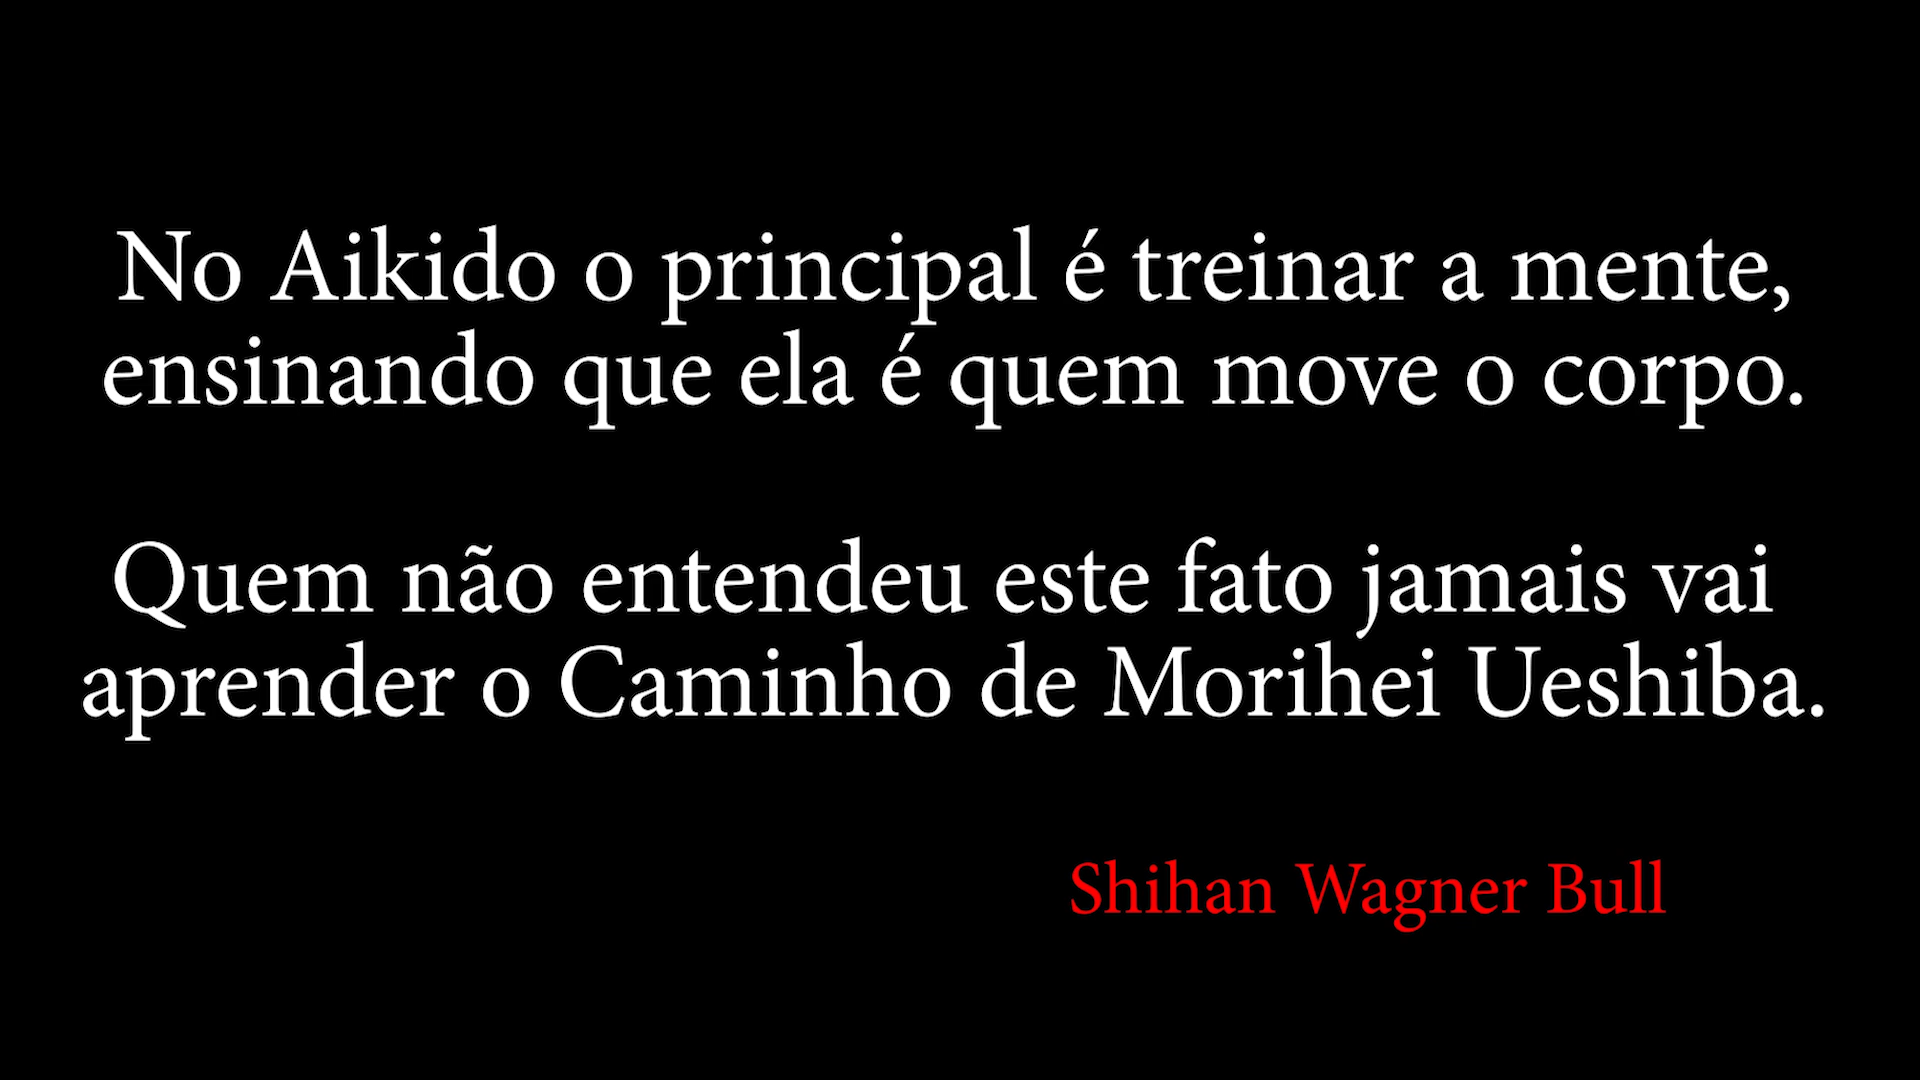 No Aikido o principal é treinar a mente,
ensinando que ela é quem move o corpo.
Quem não entendeu este fato jamais vai
aprender o Caminho de Morihei Ueshiba.
Shihan Wagner Bull